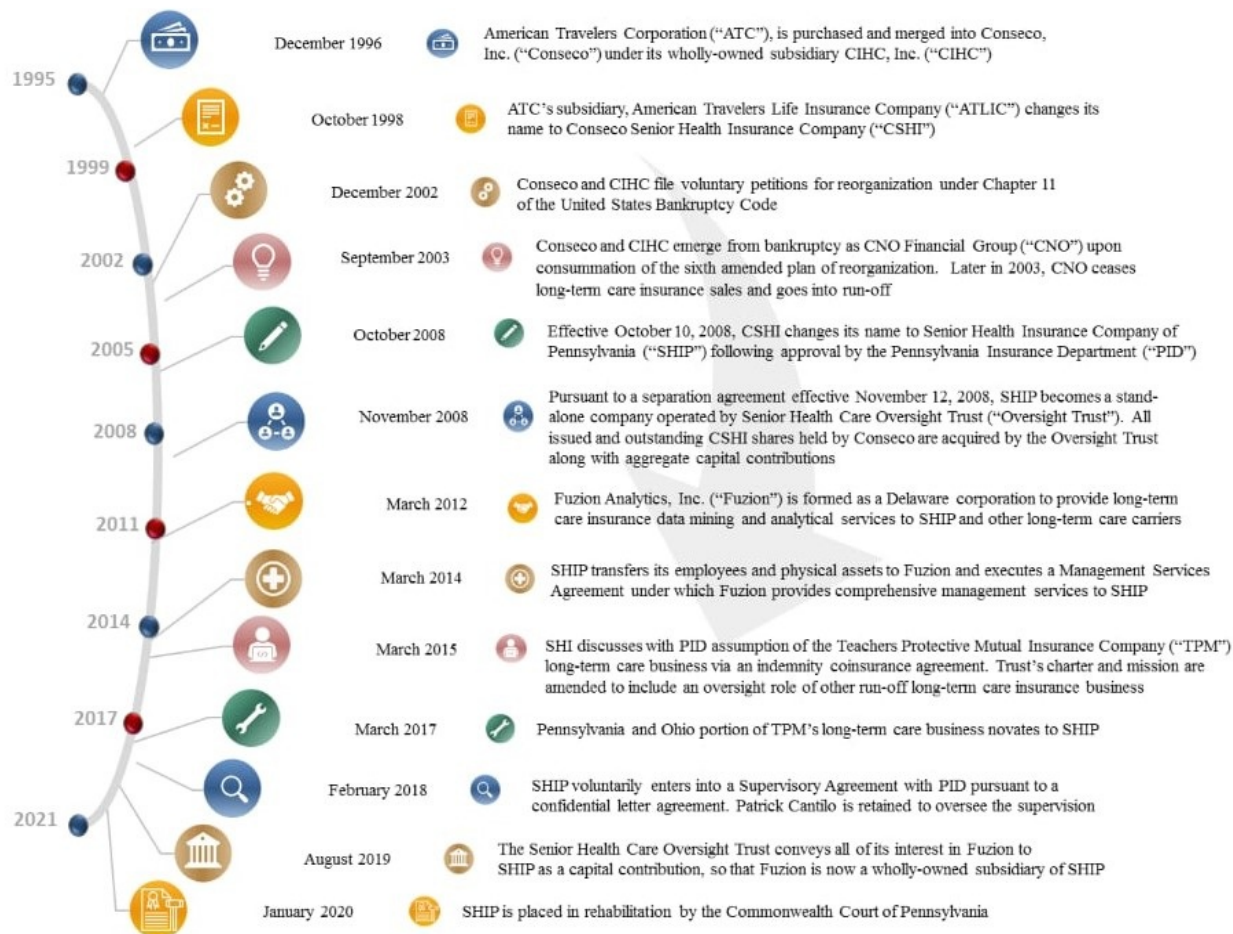 1995
1999
2002
2005
2008
2011
2014
2017
2021
December 1996
American Travelers Corporation (“ATC”), is purchased and merged into Conseco,
Inc. (“Conseco”) under its wholly-owned subsidiary CIHC, Inc. (“CIHC”)
October 1998
ATC’s subsidiary, American Travelers Life Insurance Company (“ATLIC”) changes its
name to Conseco Senior Health Insurance Company (“CSHI”)
December 2002
Conseco and CIHC file voluntary petitions for reorganization under Chapter 11
of the United States Bankruptcy Code
September 2003
Conseco and CIHC emerge from bankruptcy as CNO Financial Group (“CNO”) upon
consummation of the sixth amended plan of reorganization. Later in 2003, CNO ceases
long-term care insurance sales and goes into run-off
October 2008
Effective October 10, 2008, CSHI changes its name to Senior Health Insurance Company of
Pennsylvania (“SHIP”) following approval by the Pennsylvania Insurance Department (“PID”)
November 2008
Pursuant to a separation agreement effective November 12, 2008, SHIP becomes a stand-
alone company operated by Senior Health Care Oversight Trust (“Oversight Trust”). All
issued and outstanding CSHI shares held by Conseco are acquired by the Oversight Trust
along with aggregate capital contributions
March 2012
Fuzion Analytics, Inc. (“Fuzion”) is formed as a Delaware corporation to provide long-term
care insurance data mining and analytical services to SHIP and other long-term care carriers
March 2014
SHIP transfers its employees and physical assets to Fuzion and executes a Management Services
Agreement under which Fuzion provides comprehensive management services to SHIP
March 2015
SHI discusses with PID assumption of the Teachers Protective Mutual Insurance Company (“TPM”)
long-term care business via an indemnity coinsurance agreement. Trust’s charter and mission are
amended to include an oversight role of other run-off long-term care insurance business
March 2017
Pennsylvania and Ohio portion of TPM’s long-term care business novates to SHIP
February 2018
SHIP voluntarily enters into a Supervisory Agreement with PID pursuant to a
confidential letter agreement. Patrick Cantilo is retained to oversee the supervision
August 2019
The Senior Health Care Oversight Trust conveys all of its interest in Fuzion to
SHIP as a capital contribution, so that Fuzion is now a wholly-owned subsidiary of SHIP
January 2020
SHIP is placed in rehabilitation by the Commonwealth Court of Pennsylvania